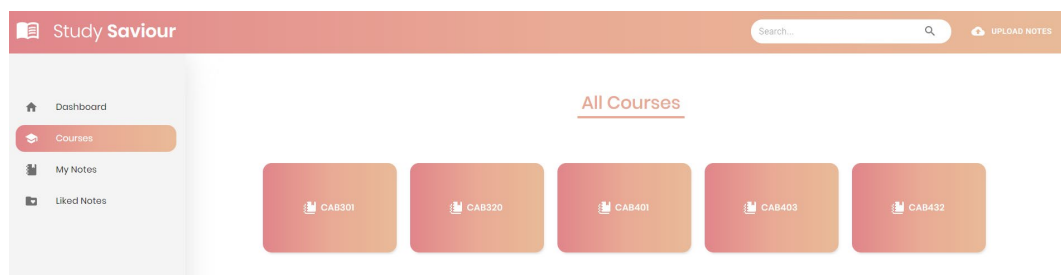 Study Saviour
Search...
UPLOAD NOTES
Dashboard
Courses
My Notes
Liked Notes
All Courses
CAB301
CAB320
CAB401
CAB403
CAB432